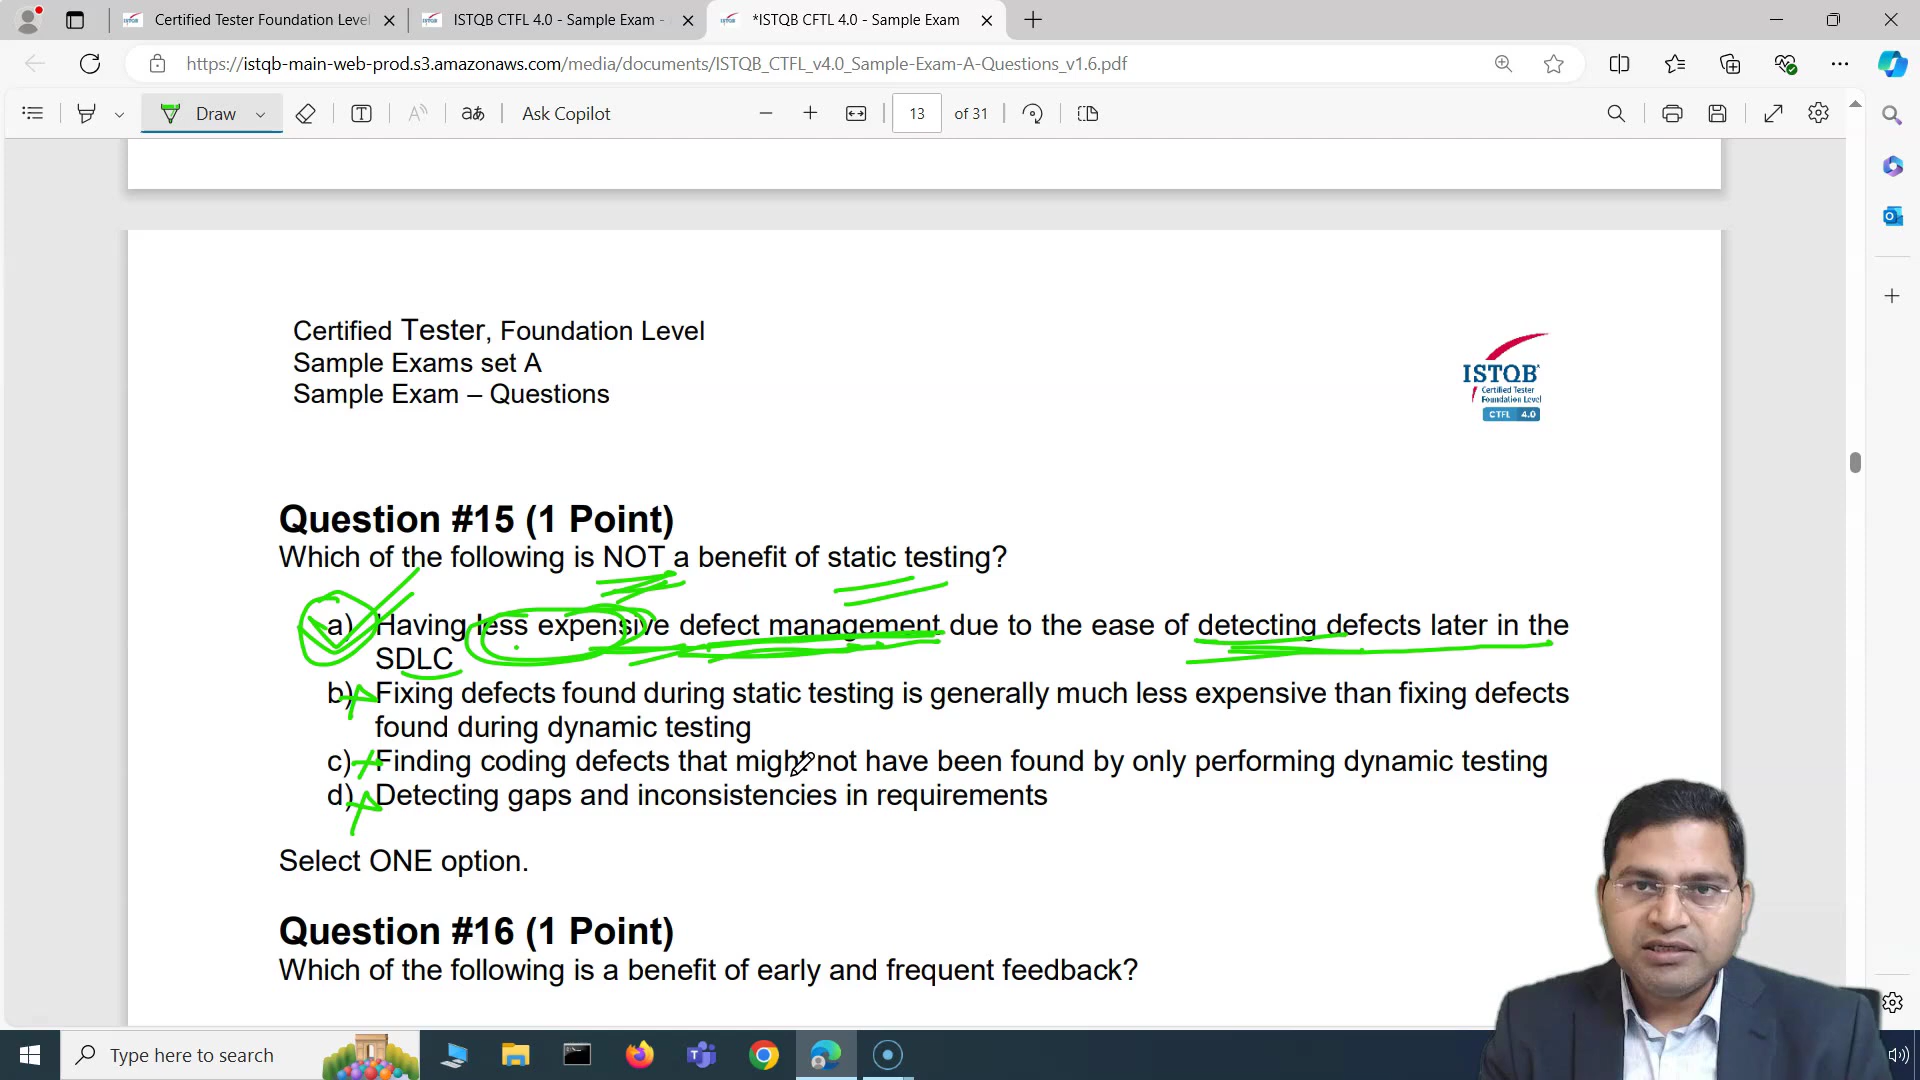 Certified Tester Foundation Level
ISTQB CTFL 4.0 - Sample Exam -
*ISTQB CFTL 4.0 - Sample Exam
https://istqb-main-web-prod.s3.amazonaws.com/media/documents/ISTQB_CTFL_v4.0_Sample-Exam-A-Questions_v1.6.pdf
Draw
aあ
Ask Copilot
13 of 31
Certified Tester, Foundation Level
Sample Exams set A
Sample Exam – Questions
ISTQB
Certified Tester
Foundation Level
CTFL 4.0
Question #15 (1 Point)
Which of the following is NOT a benefit of static testing?
a) Having less expensive defect management due to the ease of detecting defects later in the
SDLC
b) Fixing defects found during static testing is generally much less expensive than fixing defects
found during dynamic testing
c) Finding coding defects that might not have been found by only performing dynamic testing
d) Detecting gaps and inconsistencies in requirements
Select ONE option.
Question #16 (1 Point)
Which of the following is a benefit of early and frequent feedback?
Type here to search